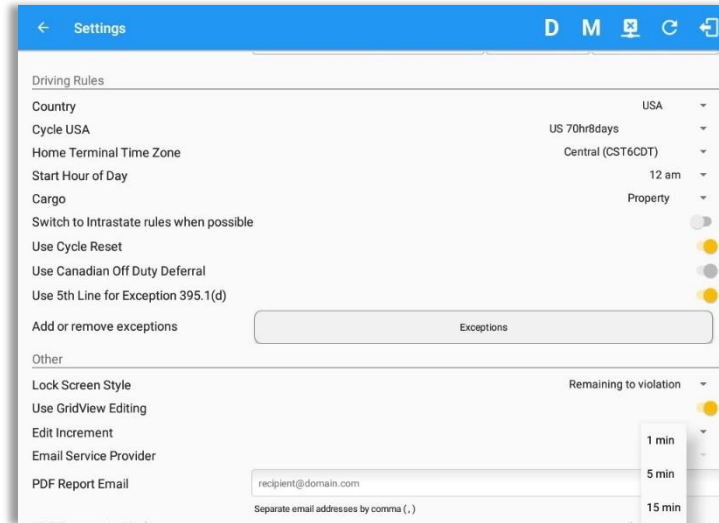 Settings D M
Driving Rules
Country USA
Cycle USA US 70hr8days
Home Terminal Time Zone Central (CST6CDT)
Start Hour of Day 12 am
Cargo Property
Switch to Intrastate rules when possible
Use Cycle Reset
Use Canadian Off Duty Deferral
Use 5th Line for Exception 395.1(d)
Add or remove exceptions Exceptions
Other
Lock Screen Style Remaining to violation
Use GridView Editing
Edit Increment
1 min
Email Service Provider
5 min
PDF Report Email recipient@domain.com
Separate email addresses by comma ( , )
15 min